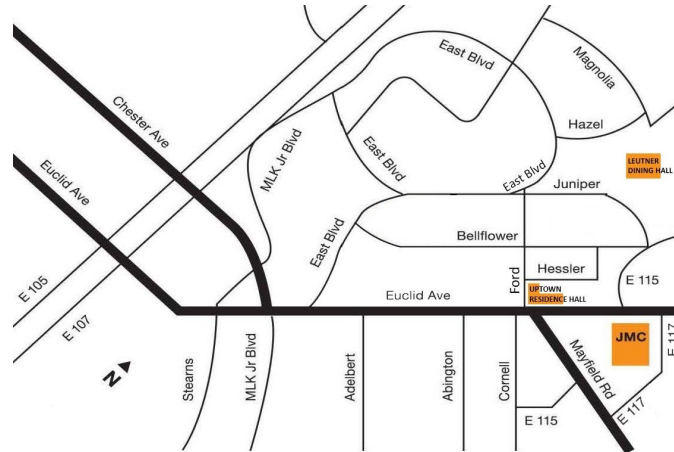 East Blvd
Magnolia
Chester Ave
Hazel
MLK Jr Blvd
East Blvd
East Blvd
LEUTNER
DINING HALL
Euclid Ave
Juniper
East Blvd
Bellflower
Ford
Hessler
E 115
E 105
E 107
Euclid Ave
UPTOWN
RESIDENCE HALL
JMC
E 117
Mayfield Rd
N
Stearns
MLK Jr Blvd
Adelbert
Abington
Cornell
E 115
E 117